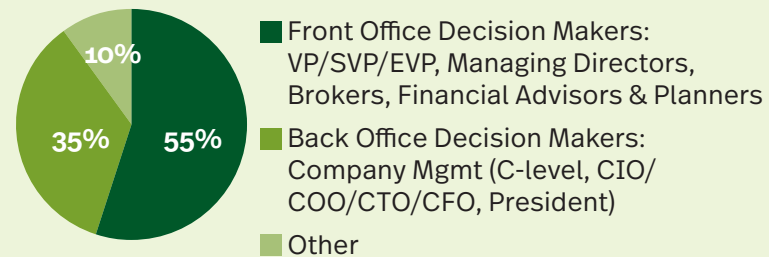 10%
35%
55%
Front Office Decision Makers:
VP/SVP/EVP, Managing Directors,
Brokers, Financial Advisors & Planners
Back Office Decision Makers:
Company Mgmt (C-level, CIO/
COO/CTO/CFO, President)
Other